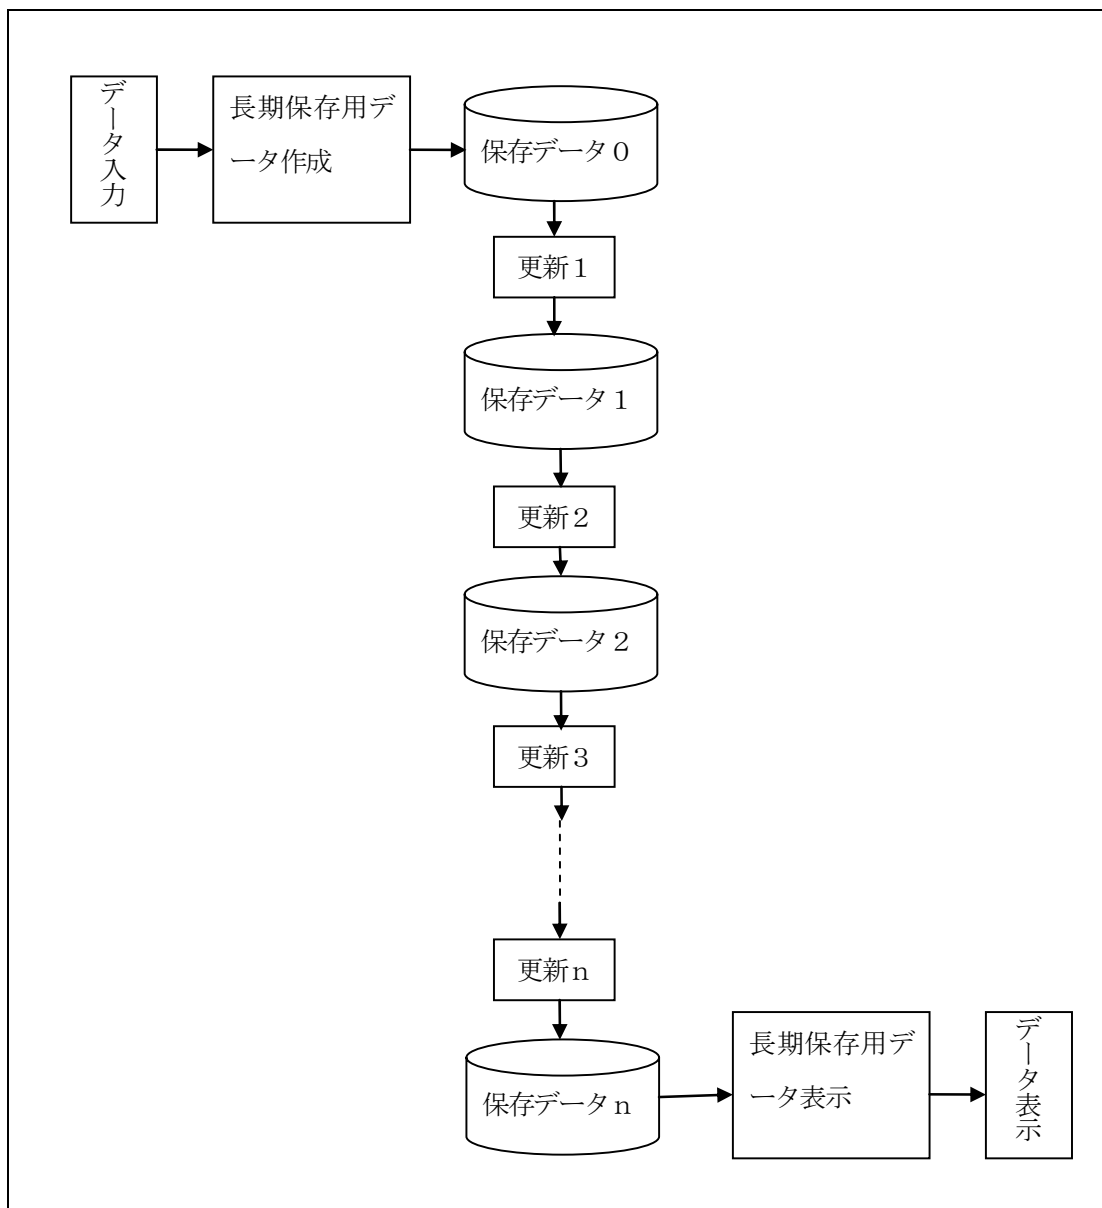 データ入力
長期保存用デ
ータ作成
保存データ０
更新１
保存データ１
更新２
保存データ２
更新３
更新ｎ
保存データｎ
長期保存用デ
ータ表示
データ表示